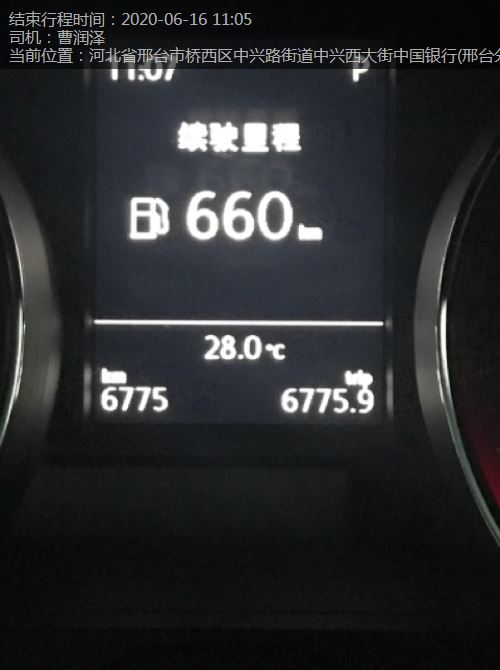 结束行程时间：2020-06-16 11:05
司机：曹润泽
当前位置：河北省邢台市桥西区中兴路街道中兴西大街中国银行(邢台分
11:07 P
续驶里程
660 km
28.0 ℃
km trip
6775 6775.9